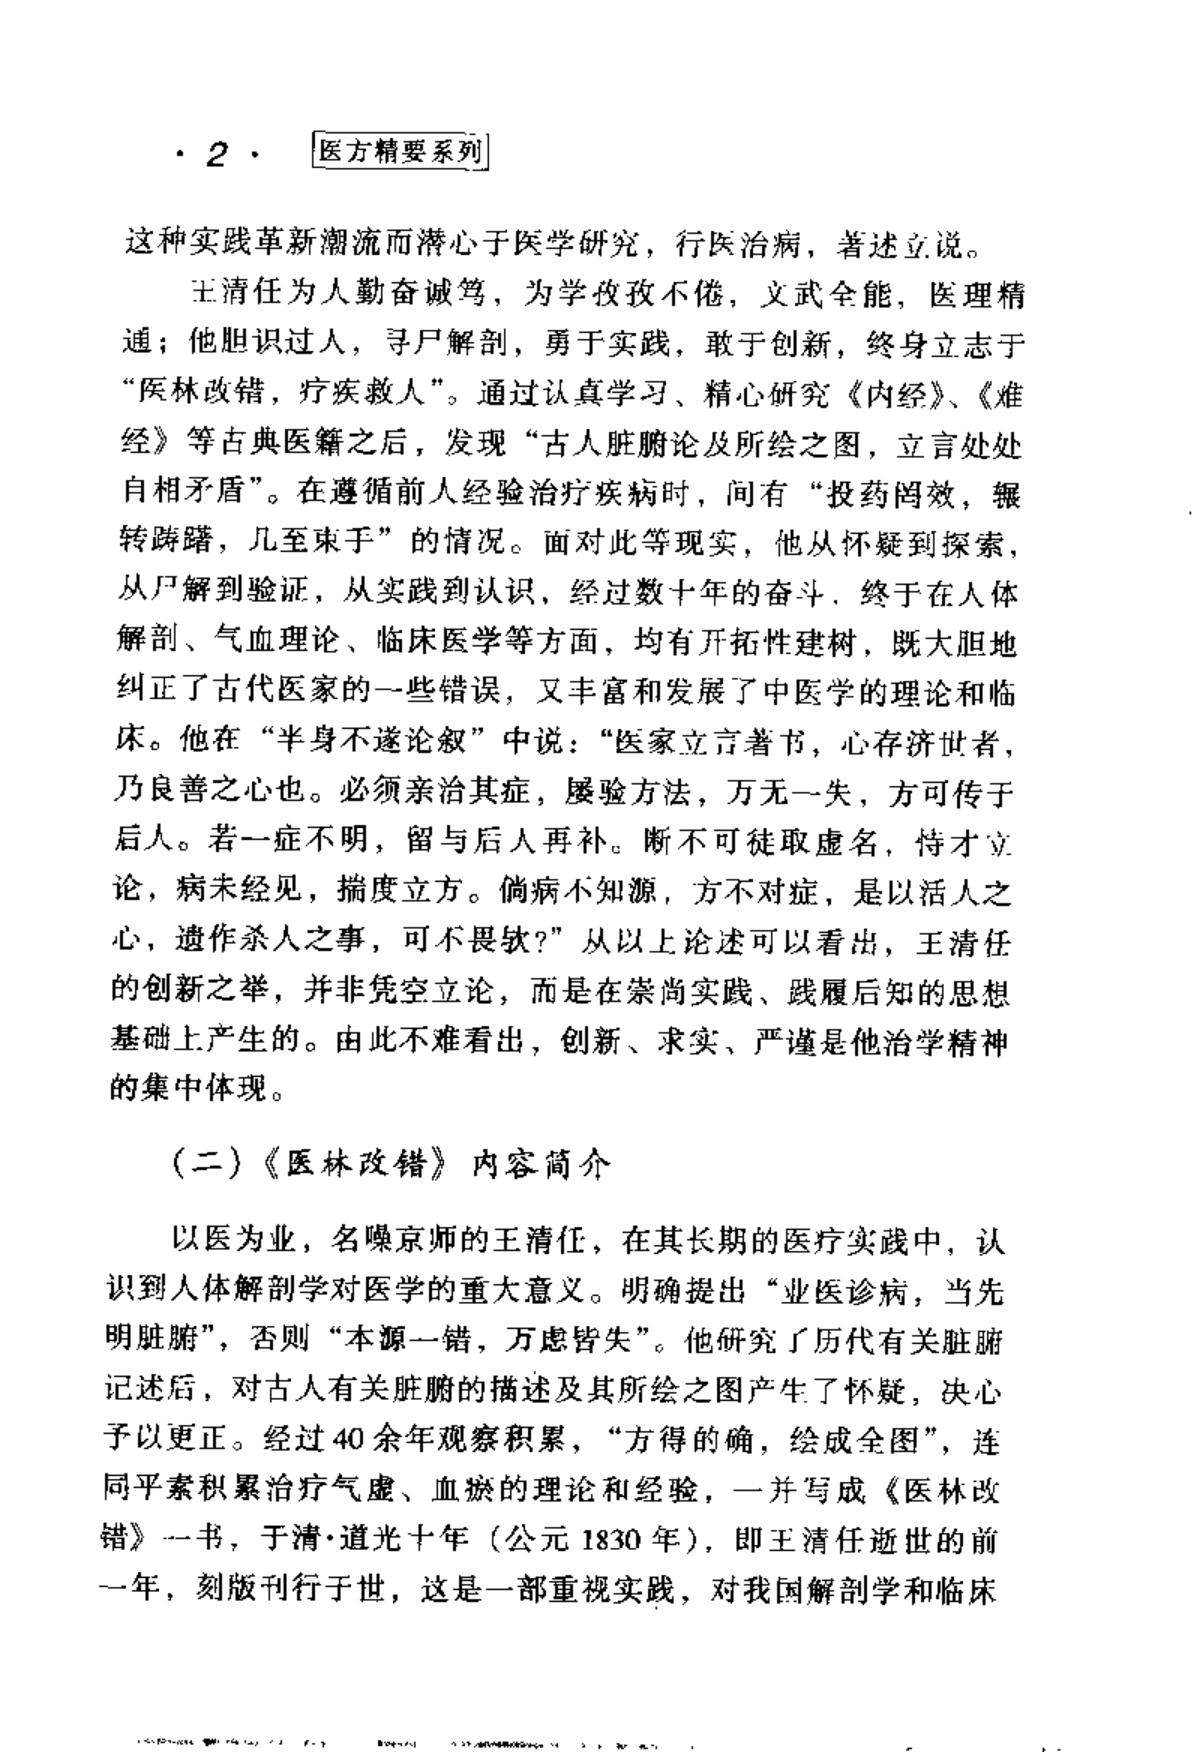 · 2 · 医方精要系列
这种实践革新潮流而潜心于医学研究，行医治病，著述立说。
王清任为人勤奋诚笃，为学孜孜不倦，文武全能，医理精
通；他胆识过人，寻尸解剖，勇于实践，敢于创新，终身立志于
“医林改错，疗疾救人”。通过认真学习、精心研究《内经》、《难
经》等古典医籍之后，发现“古人脏腑论及所绘之图，立言处处
自相矛盾”。在遵循前人经验治疗疾病时，间有“投药罔效，辗
转踌躇，几至束手”的情况。面对此等现实，他从怀疑到探索，
从尸解到验证，从实践到认识，经过数十年的奋斗，终于在人体
解剖、气血理论、临床医学等方面，均有开拓性建树，既大胆地
纠正了古代医家的一些错误，又丰富和发展了中医学的理论和临
床。他在“半身不遂论叙”中说：“医家立言著书，心存济世者，
乃良善之心也。必须亲治其症，屡验方法，万无一失，方可传于
后人。若一症不明，留与后人再补。断不可徒取虚名，恃才立
论，病未经见，揣度立方。倘病不知源，方不对症，是以活人之
心，遗作杀人之事，可不畏欤?”从以上论述可以看出，王清任
的创新之举，并非凭空立论，而是在崇尚实践、践履后知的思想
基础上产生的。由此不难看出，创新、求实、严谨是他治学精神
的集中体现。
(二)《医林改错》内容简介
以医为业，名噪京师的王清任，在其长期的医疗实践中，认
识到人体解剖学对医学的重大意义。明确提出“业医诊病，当先
明脏腑”，否则“本源一错，万虑皆失”。他研究了历代有关脏腑
记述后，对古人有关脏腑的描述及其所绘之图产生了怀疑，决心
予以更正。经过 40 余年观察积累，“方得的确，绘成全图”，连
同平素积累治疗气虚、血瘀的理论和经验，一并写成《医林改
错》一书，于清·道光十年（公元 1830 年），即王清任逝世的前
一年，刻版刊行于世，这是一部重视实践，对我国解剖学和临床